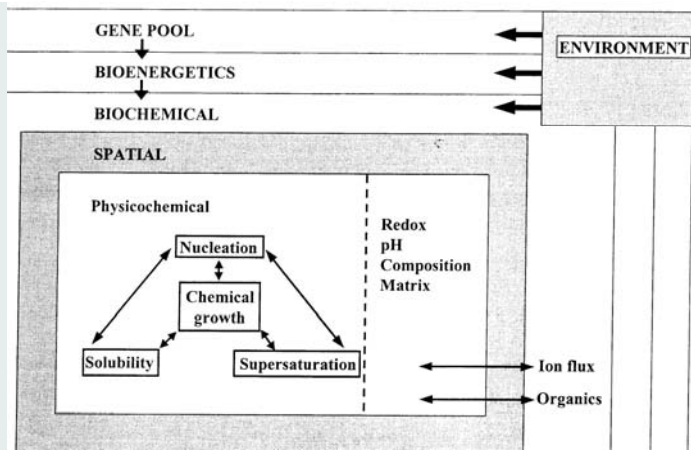 GENE POOL
ENVIRONMENT
BIOENERGETICS
BIOCHEMICAL
SPATIAL
Physicochemical
Redox
pH
Composition
Matrix
Nucleation
Chemical
growth
Solubility
Supersaturation
Ion flux
Organics